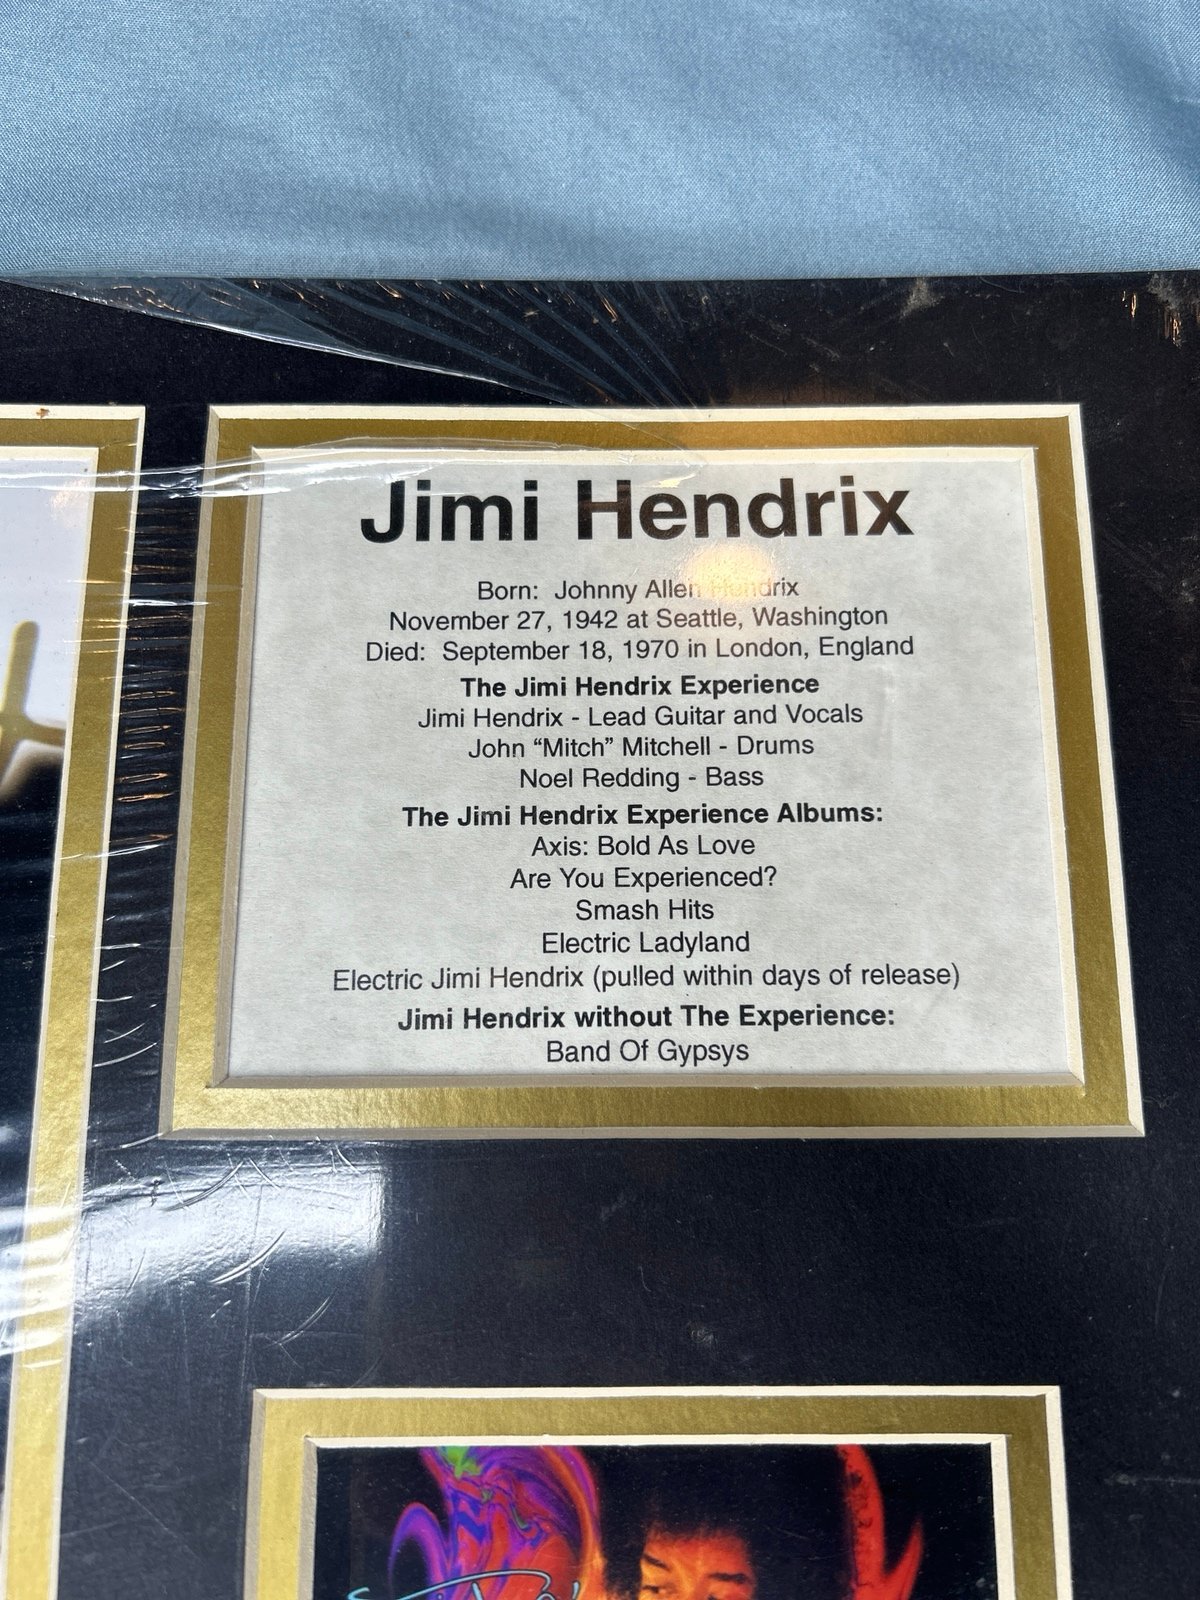 Jimi Hendrix
Born: Johnny Allen Hendrix
November 27, 1942 at Seattle, Washington
Died: September 18, 1970 in London, England
The Jimi Hendrix Experience
Jimi Hendrix - Lead Guitar and Vocals
John “Mitch” Mitchell - Drums
Noel Redding - Bass
The Jimi Hendrix Experience Albums:
Axis: Bold As Love
Are You Experienced?
Smash Hits
Electric Ladyland
Electric Jimi Hendrix (pulled within days of release)
Jimi Hendrix without The Experience:
Band Of Gypsys